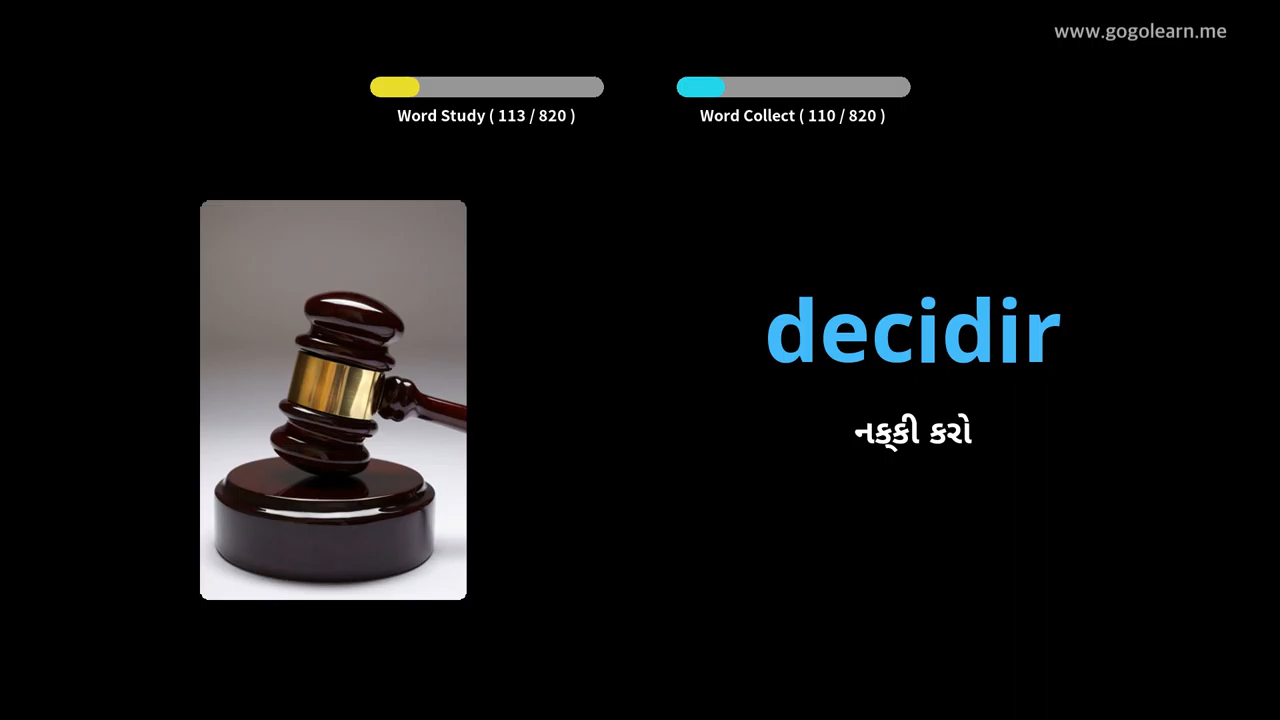 www.gogolearn.me
Word Study ( 113 / 820 )
Word Collect ( 110 / 820 )
decidir
નક્કી કરો